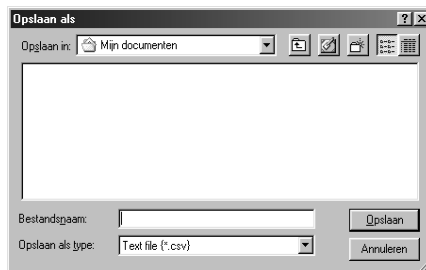 Opslaan als
Opslaan in: Mijn documenten
Bestandsnaam:
Opslaan
Opslaan als type: Text file {*.csv}
Annuleren